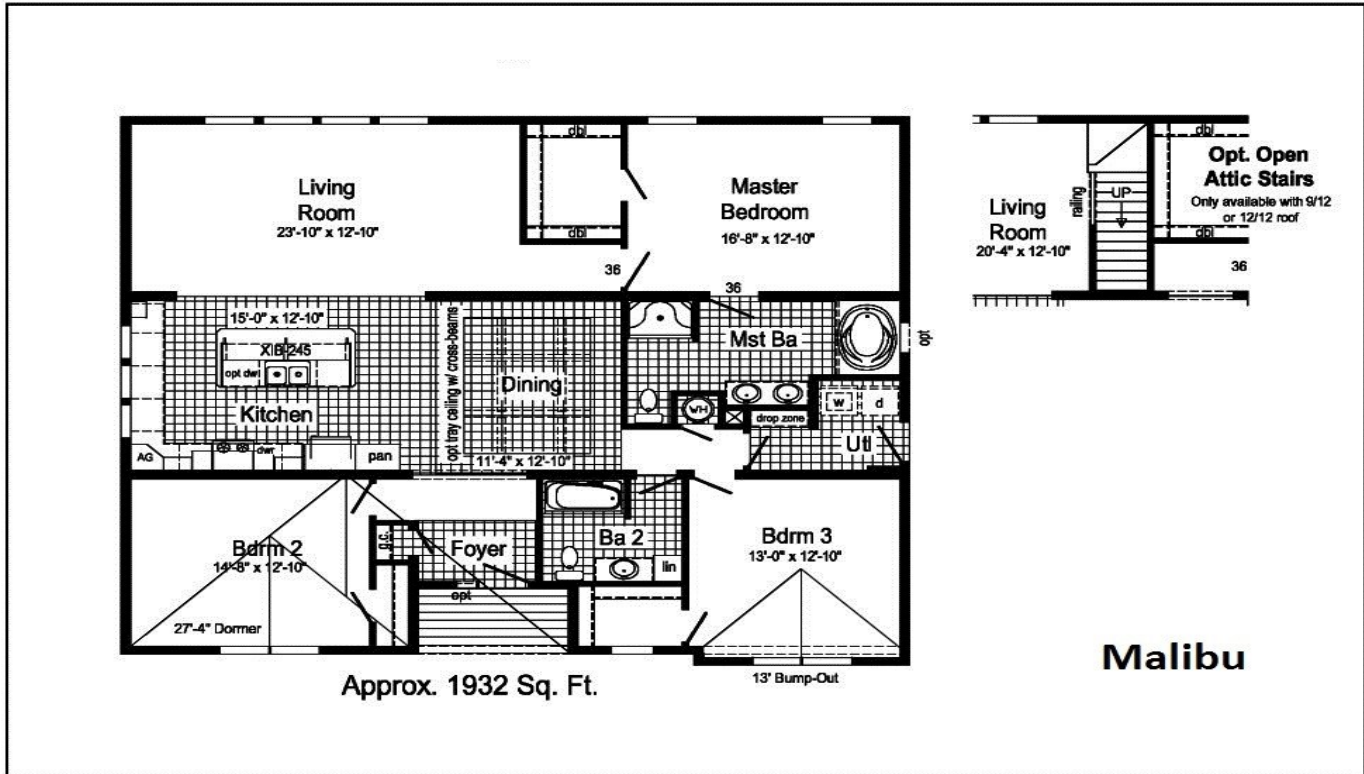 dbl
Living
Room
23'-10" x 12'-10"
Master
Bedroom
16'-8" x 12'-10"
dbl
36
36
15'-0" x 12'-10"
XIB-245
opt dw
Kitchen
AG
dwr
pan
opt tray ceiling w/ cross-beams
Dining
11'-4" x 12'-10"
Mst Ba
opt
WH
drop zone
w
d
Utl
Bdrm 2
14'-8" x 12'-10"
27'-4" Dormer
g.c.
Foyer
opt
Ba 2
lin
Bdrm 3
13'-0" x 12'-10"
13' Bump-Out
Approx. 1932 Sq. Ft.
dbl
Opt. Open
Attic Stairs
Only available with 9/12
or 12/12 roof
Living
Room
20'-4" x 12'-10"
railing
UP
dbl
36
Malibu